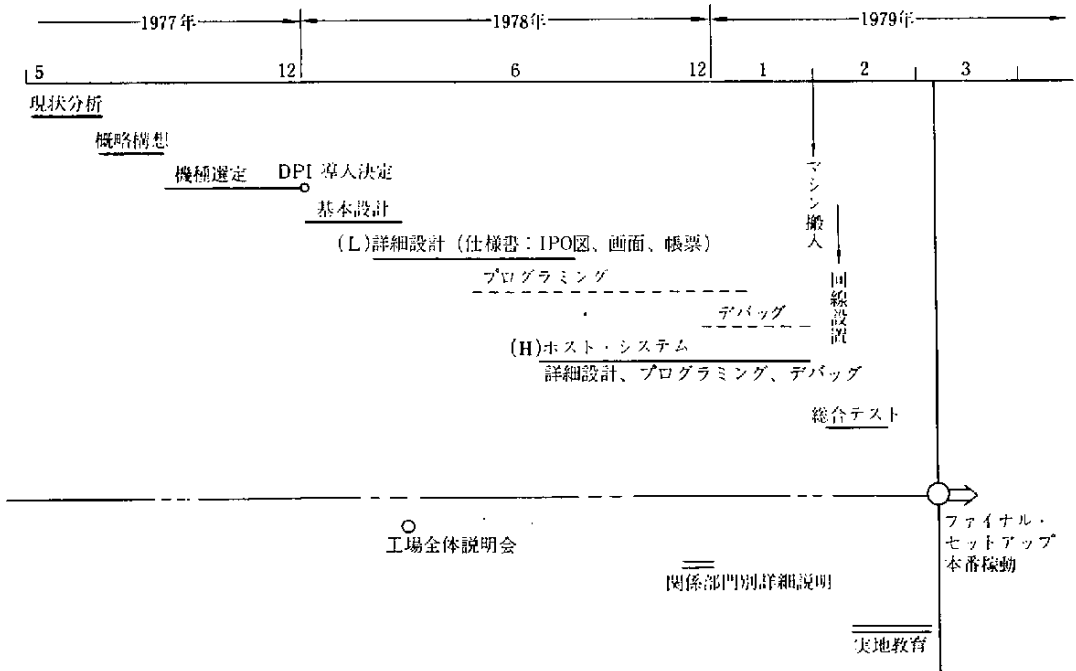 1977年 1978年 1979年
5 12 6 12 1 2 3
現状分析
概略構想
機種選定 DPI 導入決定
基本設計
(L)詳細設計 (仕様書：IPO図、画面、帳票)
プログラミング
デバッグ
(H)ホスト・システム
詳細設計、プログラミング、デバッグ
マシン搬入
回線設置
総合テスト
ファイナル・
セットアップ
本番稼動
工場全体説明会
関係部門別詳細説明
実地教育